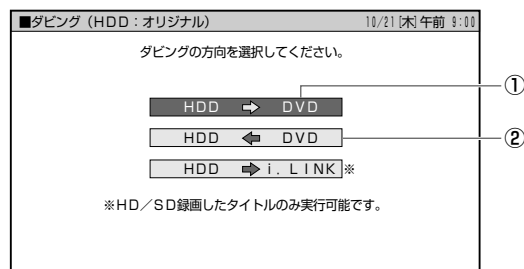 ■ダビング（HDD：オリジナル） 10/21[木]午前 9:00
ダビングの方向を選択してください。
①
HDD ⇨ DVD
②
HDD ⬅ DVD
HDD ➡ i.LINK※
※HD／SD録画したタイトルのみ実行可能です。